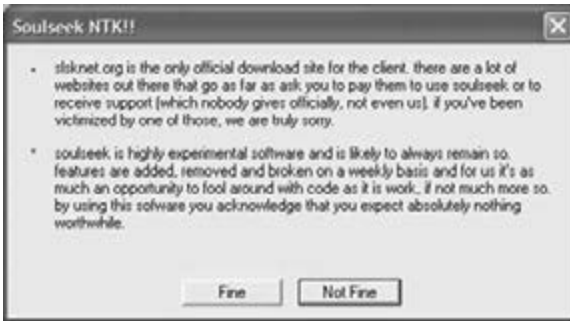 Soulseek NTK!!
• slsknet.org is the only official download site for the client. there are a lot of
websites out there that go as far as ask you to pay them to use soulseek or to
receive support (which nobody gives officially, not even us). if you've been
victimized by one of those, we are truly sorry.
* soulseek is highly experimental software and is likely to always remain so.
features are added, removed and broken on a weekly basis and for us it's as
much an opportunity to fool around with code as it is work, if not much more so.
by using this sofware you acknowledge that you expect absolutely nothing
worthwhile.
Fine
Not Fine